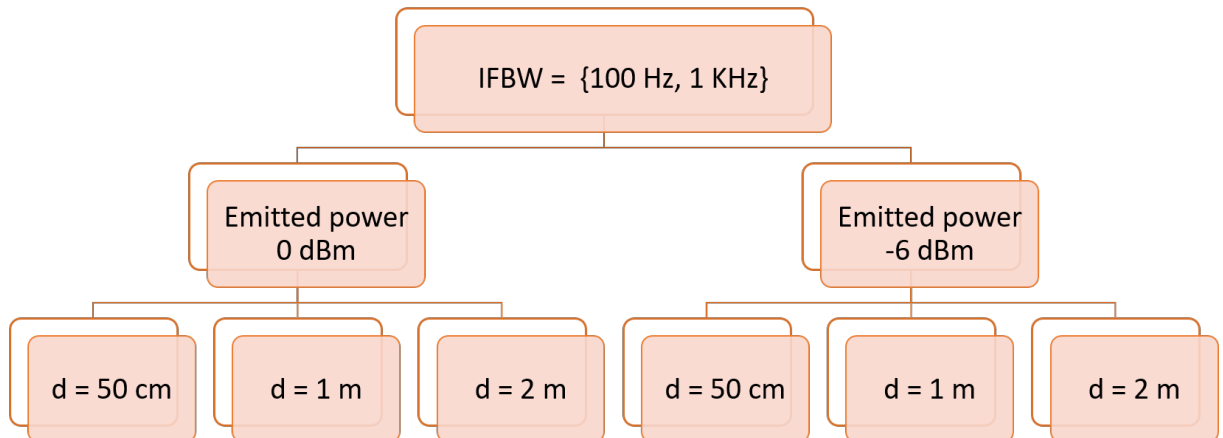 IFBW = {100 Hz, 1 KHz}
Emitted power
0 dBm
Emitted power
-6 dBm
d = 50 cm
d = 1 m
d = 2 m
d = 50 cm
d = 1 m
d = 2 m